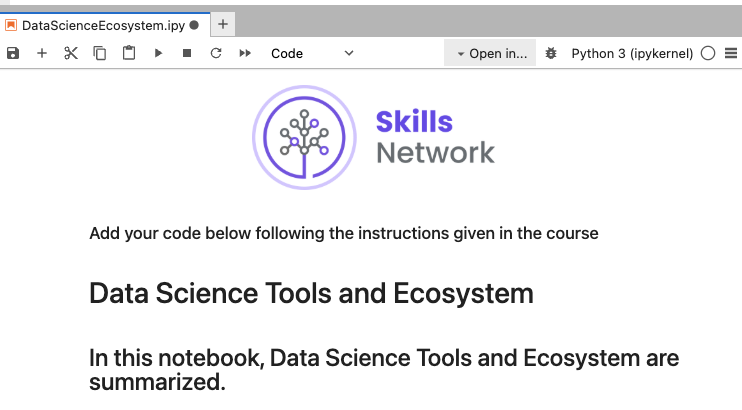 DataScienceEcosystem.ipy
Code
Open in...
Python 3 (ipykernel)
Skills
Network
Add your code below following the instructions given in the course
Data Science Tools and Ecosystem
In this notebook, Data Science Tools and Ecosystem are
summarized.